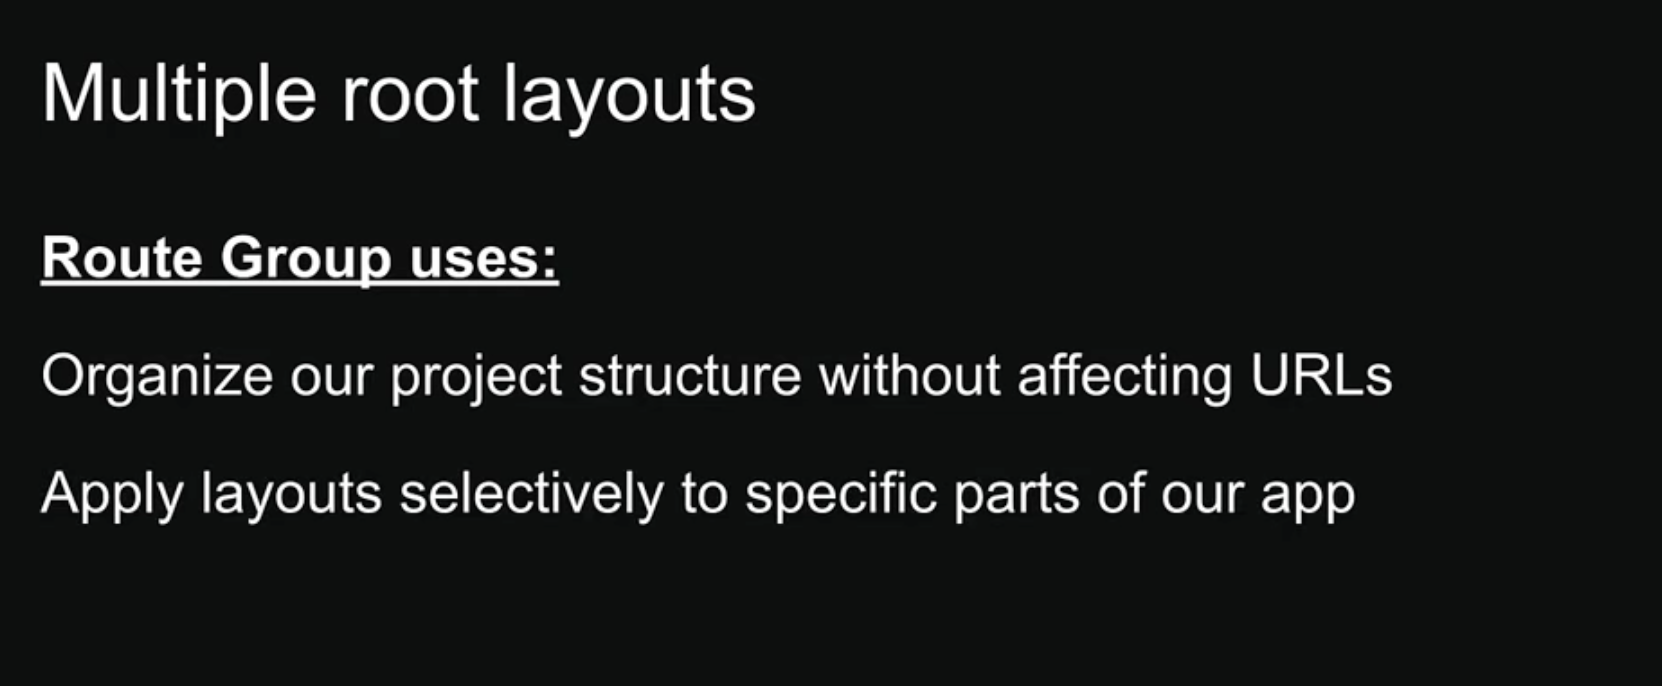 Multiple root layouts
Route Group uses:
Organize our project structure without affecting URLs
Apply layouts selectively to specific parts of our app